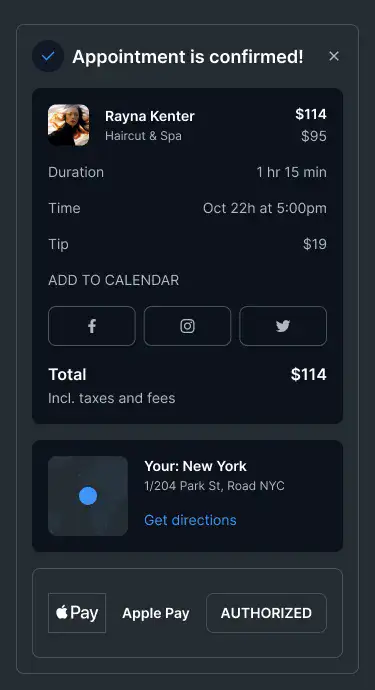 Appointment is confirmed!
Rayna Kenter $114
Haircut & Spa $95
Duration 1 hr 15 min
Time Oct 22h at 5:00pm
Tip $19
ADD TO CALENDAR
Total $114
Incl. taxes and fees
Your: New York
1/204 Park St, Road NYC
Get directions
Pay Apple Pay AUTHORIZED